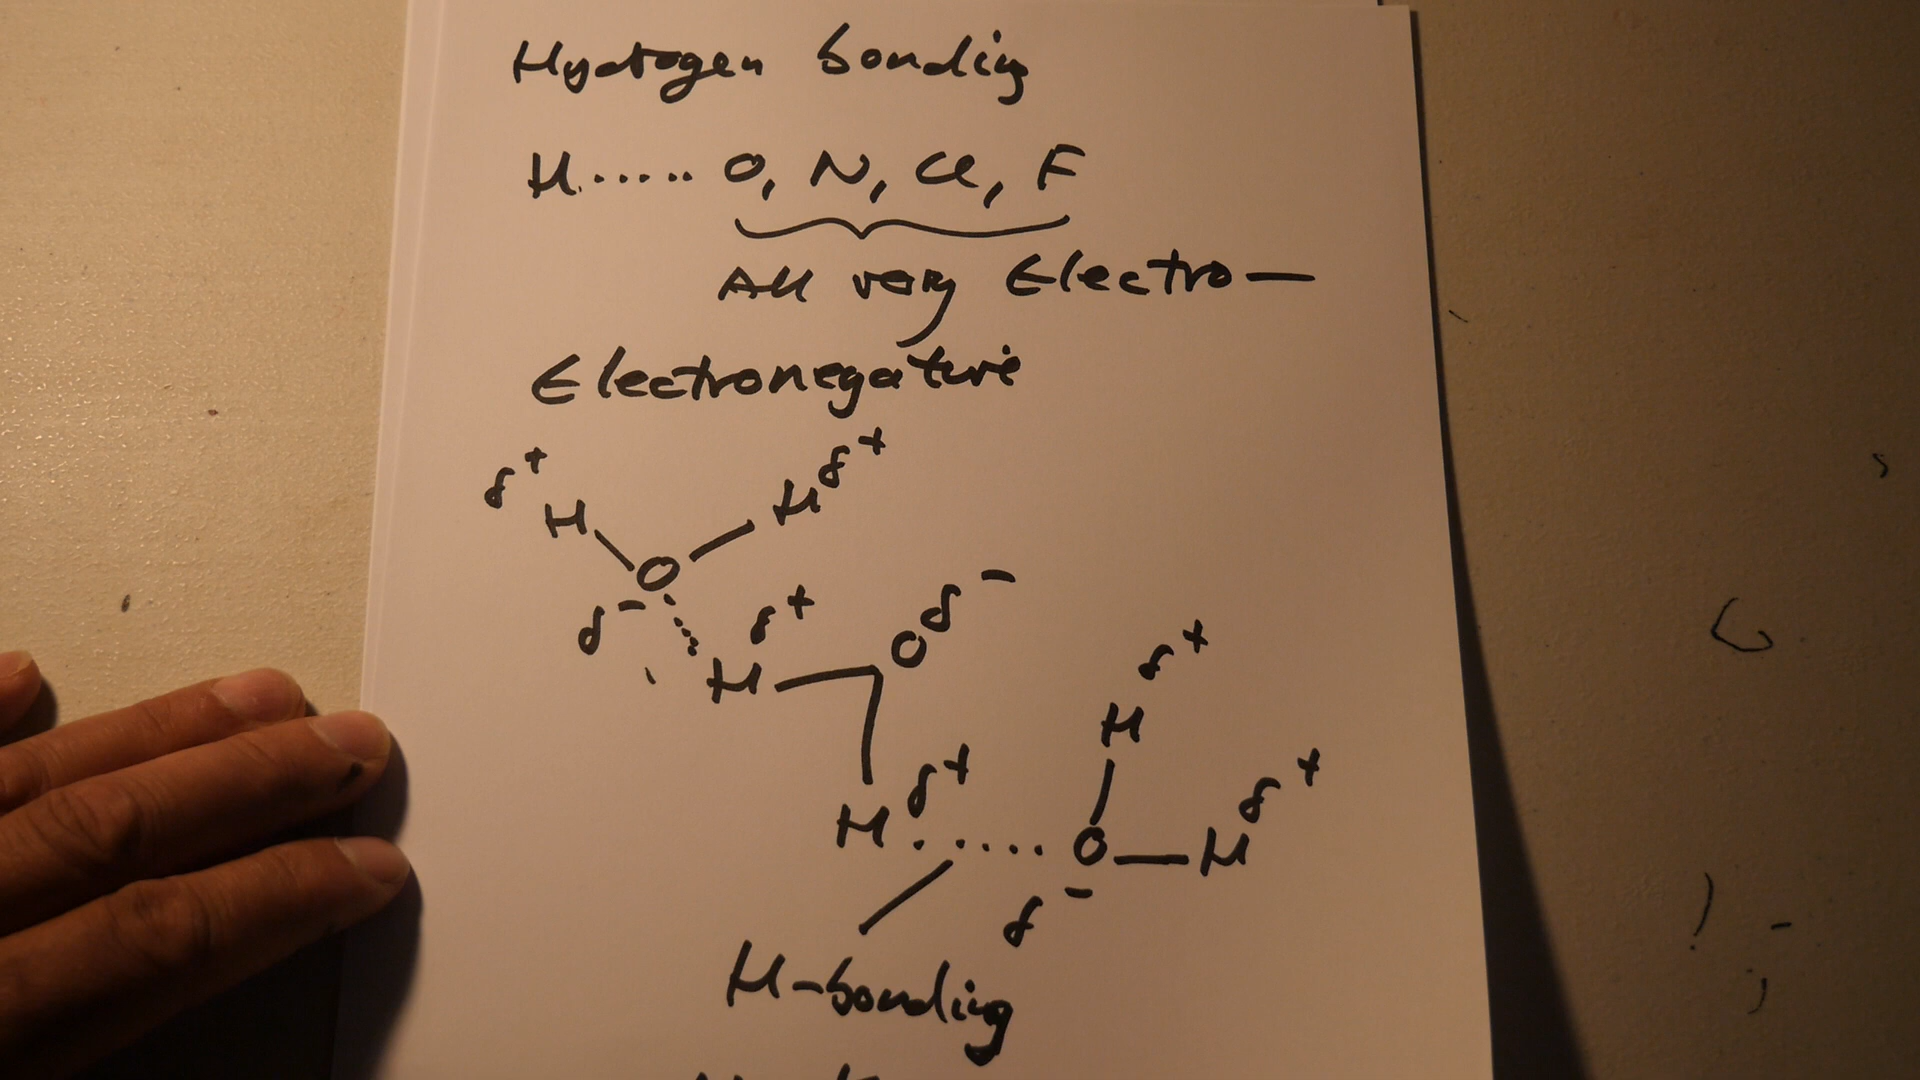 Hydrogen bonding
H...... O, N, Cl, F
All very Electro—
Electronegative
δ+ H H δ+
O
δ- H δ+ O δ-
H δ+
H δ+ ...... O H δ+
δ-
H-bonding